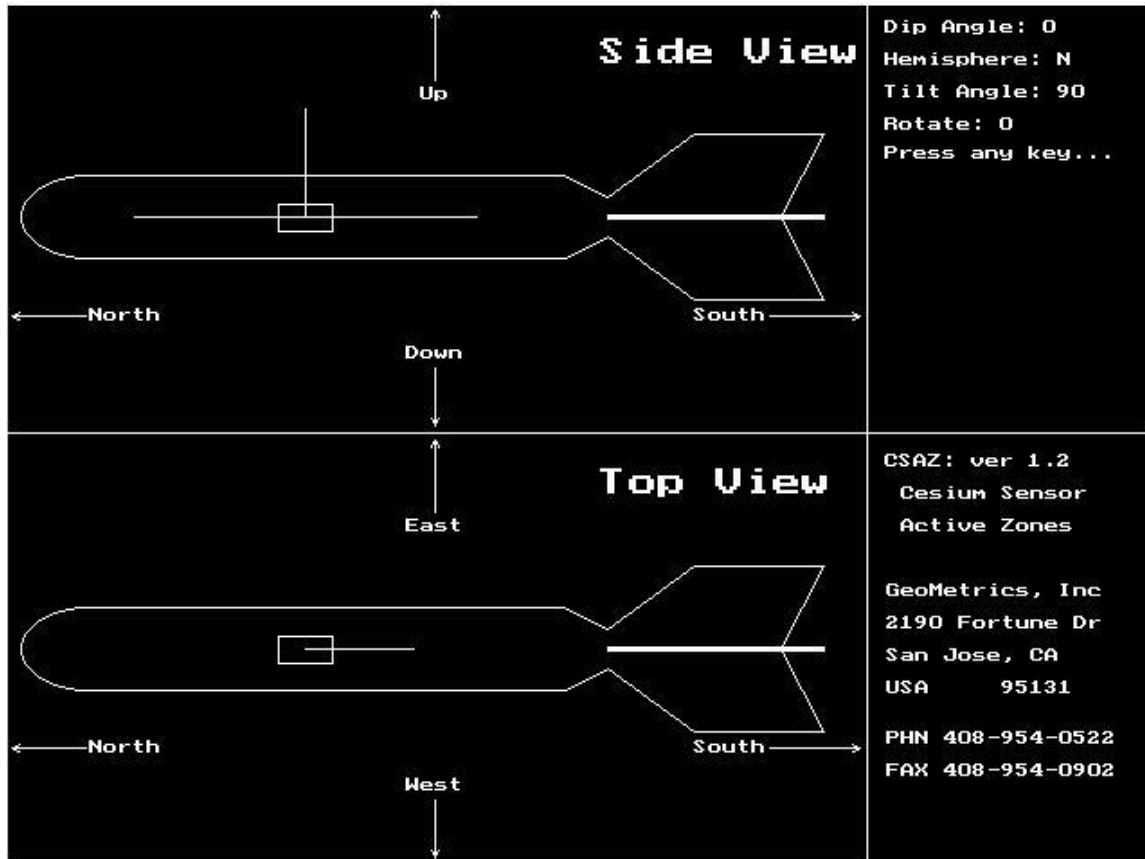 Side View
Up
North
South
Down
Dip Angle: 0
Hemisphere: N
Tilt Angle: 90
Rotate: 0
Press any key...
Top View
East
North
South
West
CSAZ: ver 1.2
Cesium Sensor
Active Zones
GeoMetrics, Inc
2190 Fortune Dr
San Jose, CA
USA 95131
PHN 408-954-0522
FAX 408-954-0902